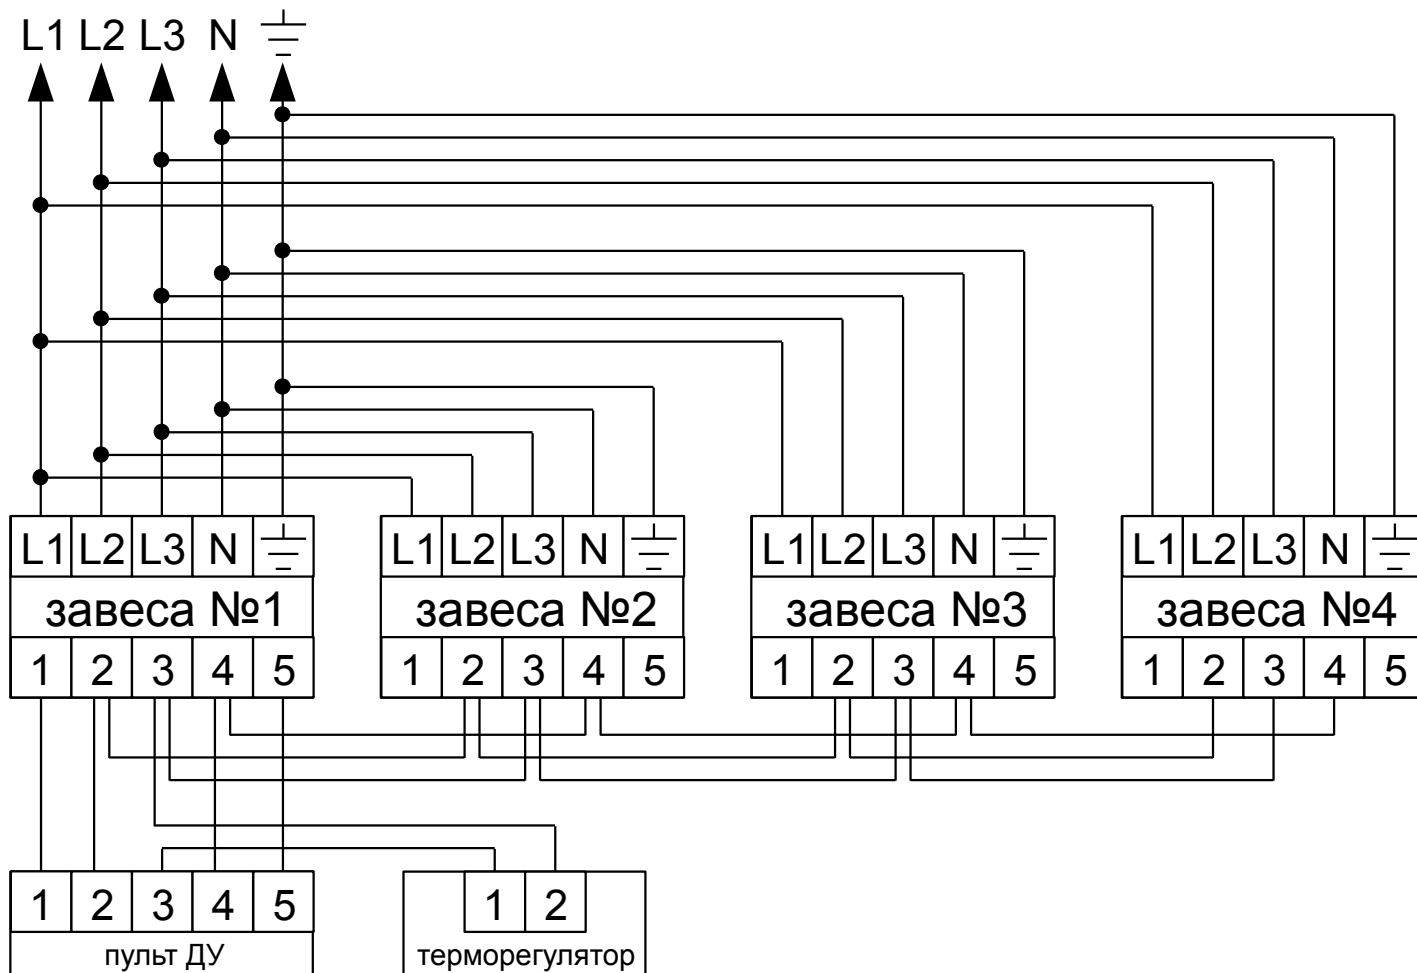 L1 L2 L3 N
L1 L2 L3 N L1 L2 L3 N L1 L2 L3 N L1 L2 L3 N
завеса №1 завеса №2 завеса №3 завеса №4
1 2 3 4 5 1 2 3 4 5 1 2 3 4 5 1 2 3 4 5
1 2 3 4 5 1 2
пульт ДУ терморегулятор